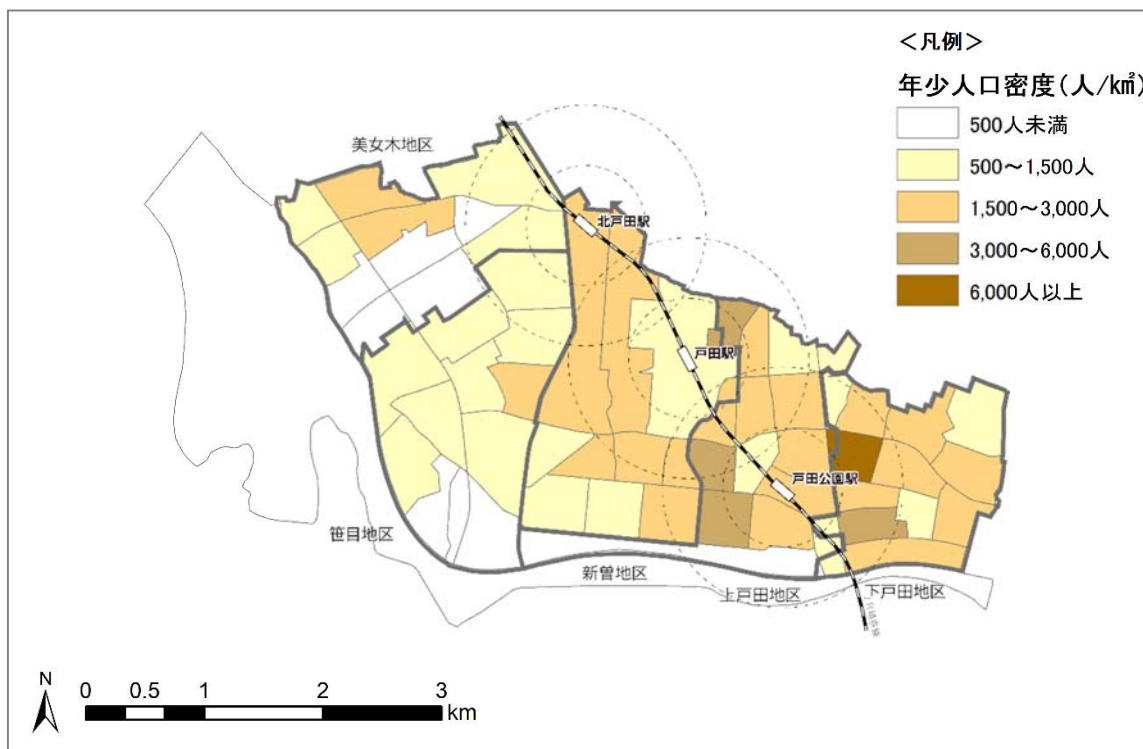 <凡例>
年少人口密度(人/k㎡)
500人未満
500～1,500人
1,500～3,000人
3,000～6,000人
6,000人以上
美女木地区
北戸田駅
戸田駅
戸田公園駅
笹目地区
新曽地区
上戸田地区
下戸田地区
N
0 0.5 1 2 3
km